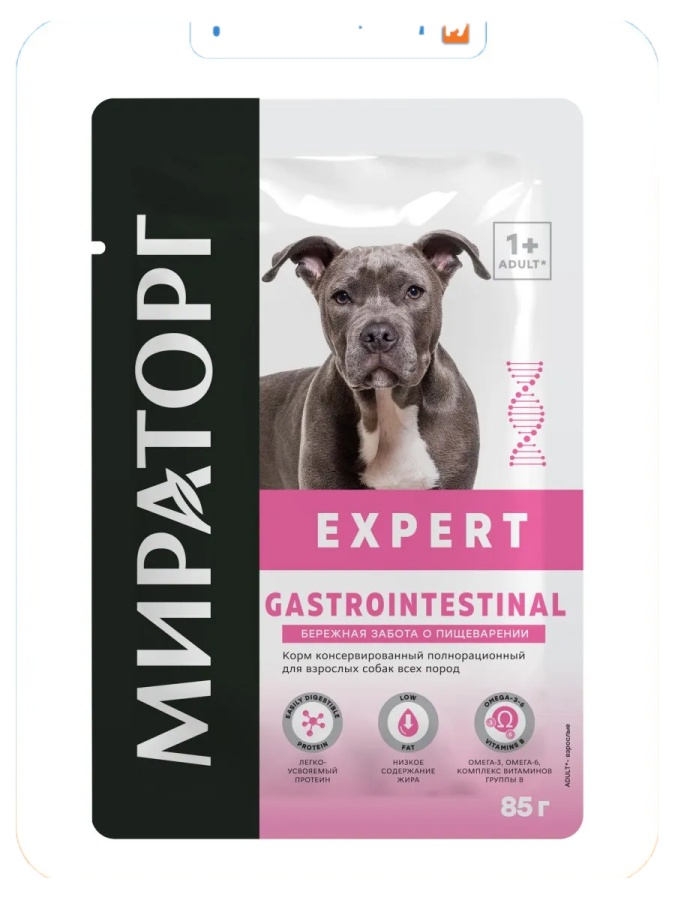 МИРАТОРГ
1+
ADULT*
EXPERT
GASTROINTESTINAL
БЕРЕЖНАЯ ЗАБОТА О ПИЩЕВАРЕНИИ
Корм консервированный полнорационный
для взрослых собак всех пород
EASILY DIGESTIBLE
PROTEIN
ЛЕГКО-
УСВОЯЕМЫЙ
ПРОТЕИН
LOW
FAT
НИЗКОЕ
СОДЕРЖАНИЕ
ЖИРА
OMEGA-3-6
VITAMINS B
ОМЕГА-3, ОМЕГА-6,
КОМПЛЕКС ВИТАМИНОВ
ГРУППЫ B
ADULT*- взрослые
85 г